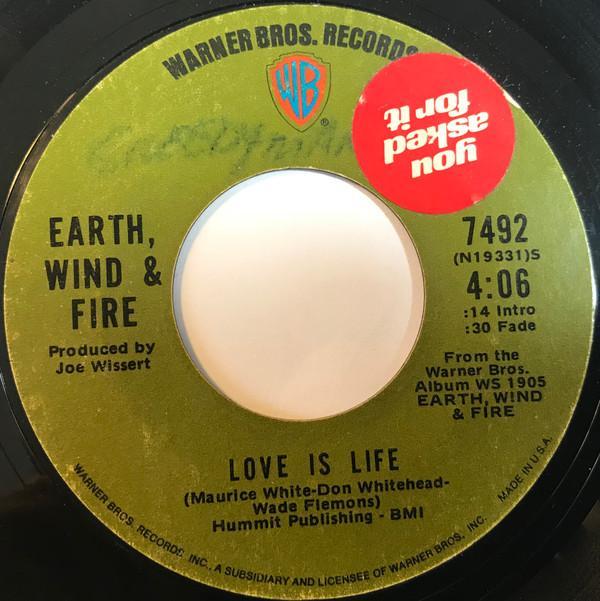 WARNER BROS. RECORDS
WB
®
you
asked
for it
EARTH,
WIND &
FIRE
Produced by
Joe Wissert
7492
(N19331)S
4:06
:14 Intro
:30 Fade
From the
Warner Bros.
Album WS 1905
EARTH, WIND
& FIRE
LOVE IS LIFE
(Maurice White-Don Whitehead-
Wade Flemons)
Hummit Publishing - BMI
WARNER BROS. RECORDS INC., A SUBSIDIARY AND LICENSEE OF WARNER BROS. INC. MADE IN U.S.A.